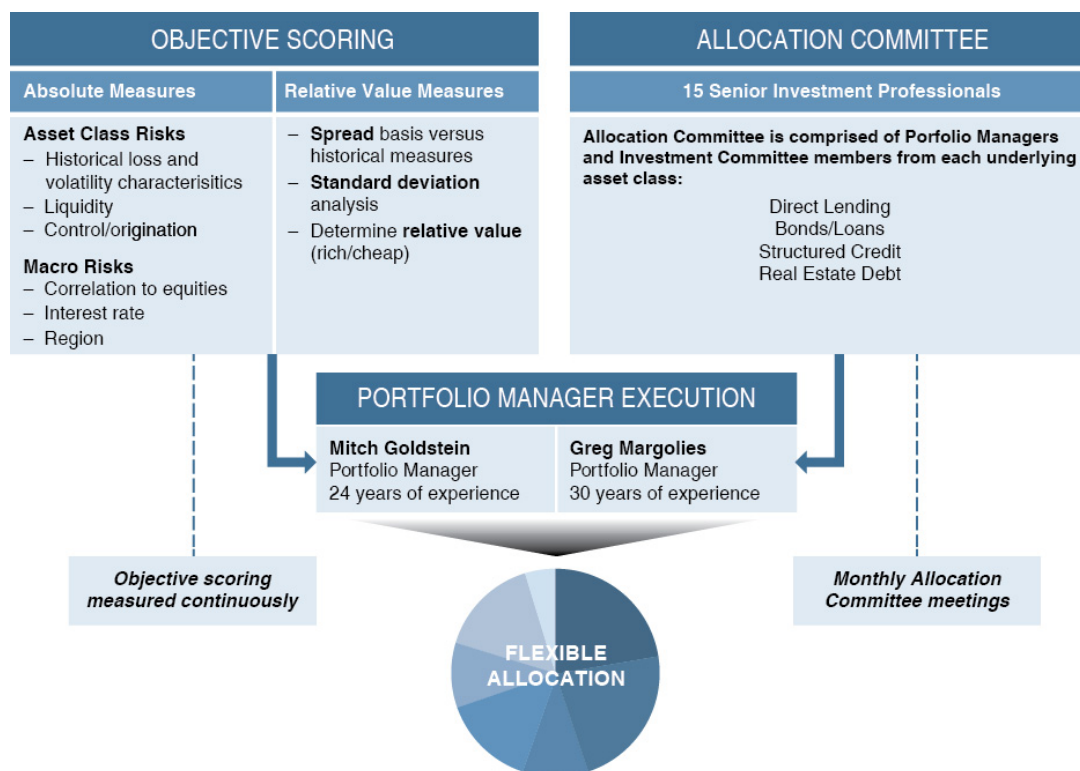 OBJECTIVE SCORING
Absolute Measures
Asset Class Risks
– Historical loss and
volatility characterisitics
– Liquidity
– Control/origination
Macro Risks
– Correlation to equities
– Interest rate
– Region
Relative Value Measures
– Spread basis versus
historical measures
– Standard deviation
analysis
– Determine relative value
(rich/cheap)
ALLOCATION COMMITTEE
15 Senior Investment Professionals
Allocation Committee is comprised of Porfolio Managers
and Investment Committee members from each underlying
asset class:
Direct Lending
Bonds/Loans
Structured Credit
Real Estate Debt
PORTFOLIO MANAGER EXECUTION
Mitch Goldstein
Portfolio Manager
24 years of experience
Greg Margolies
Portfolio Manager
30 years of experience
Objective scoring
measured continuously
Monthly Allocation
Committee meetings
FLEXIBLE
ALLOCATION